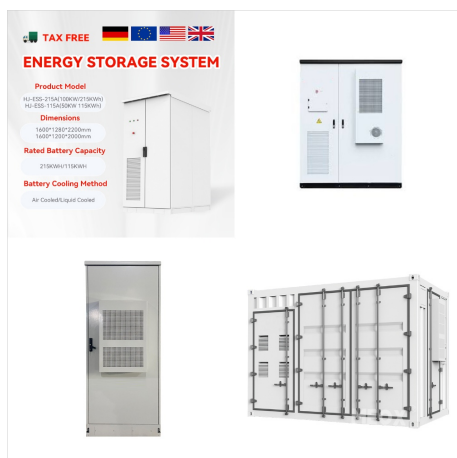 TAX FREE
ENERGY STORAGE SYSTEM
Product Model
HJ-ESS-215A(100KW/215KWh)
HJ-ESS-115A(50KW 115KWh)
Dimensions
1600*1280*2200mm
1600*1200*2000mm
Rated Battery Capacity
215KWH/115KWH
Battery Cooling Method
Air Cooled/Liquid Cooled